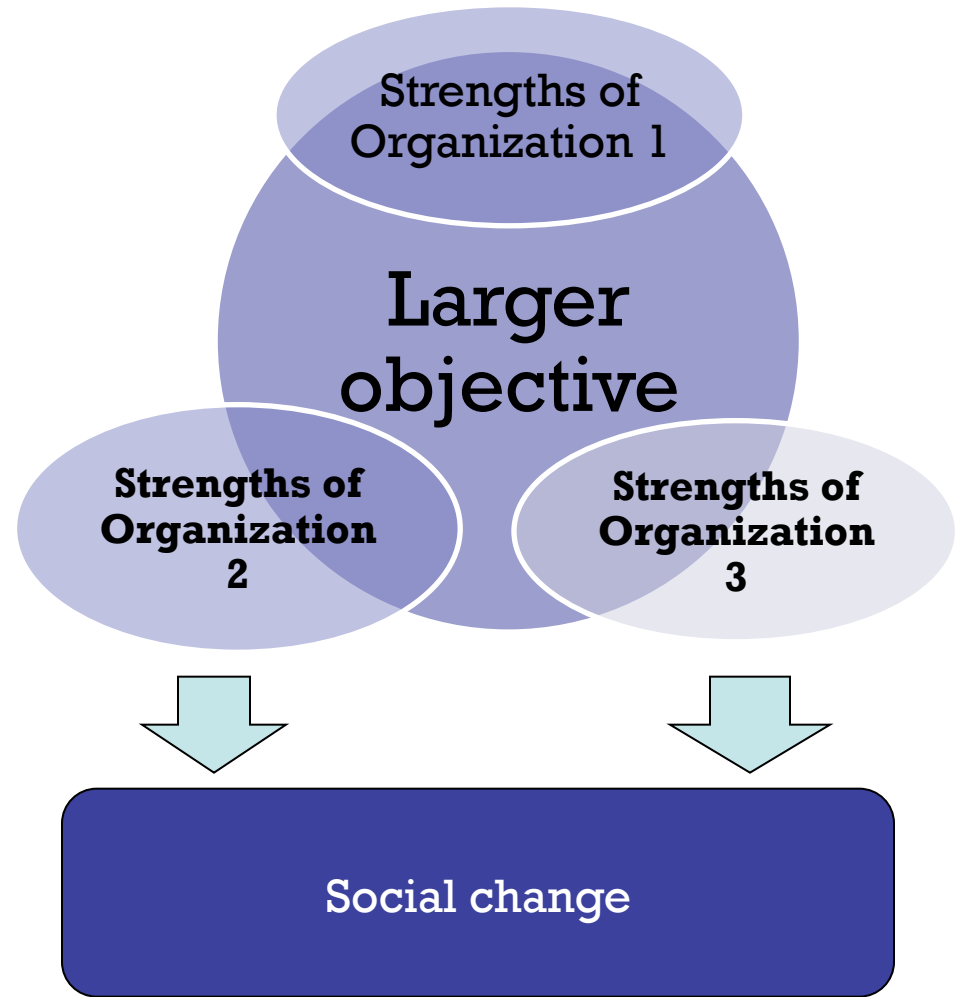 Strengths of
Organization 1
Larger
objective
Strengths of
Organization
2
Strengths of
Organization
3
Social change